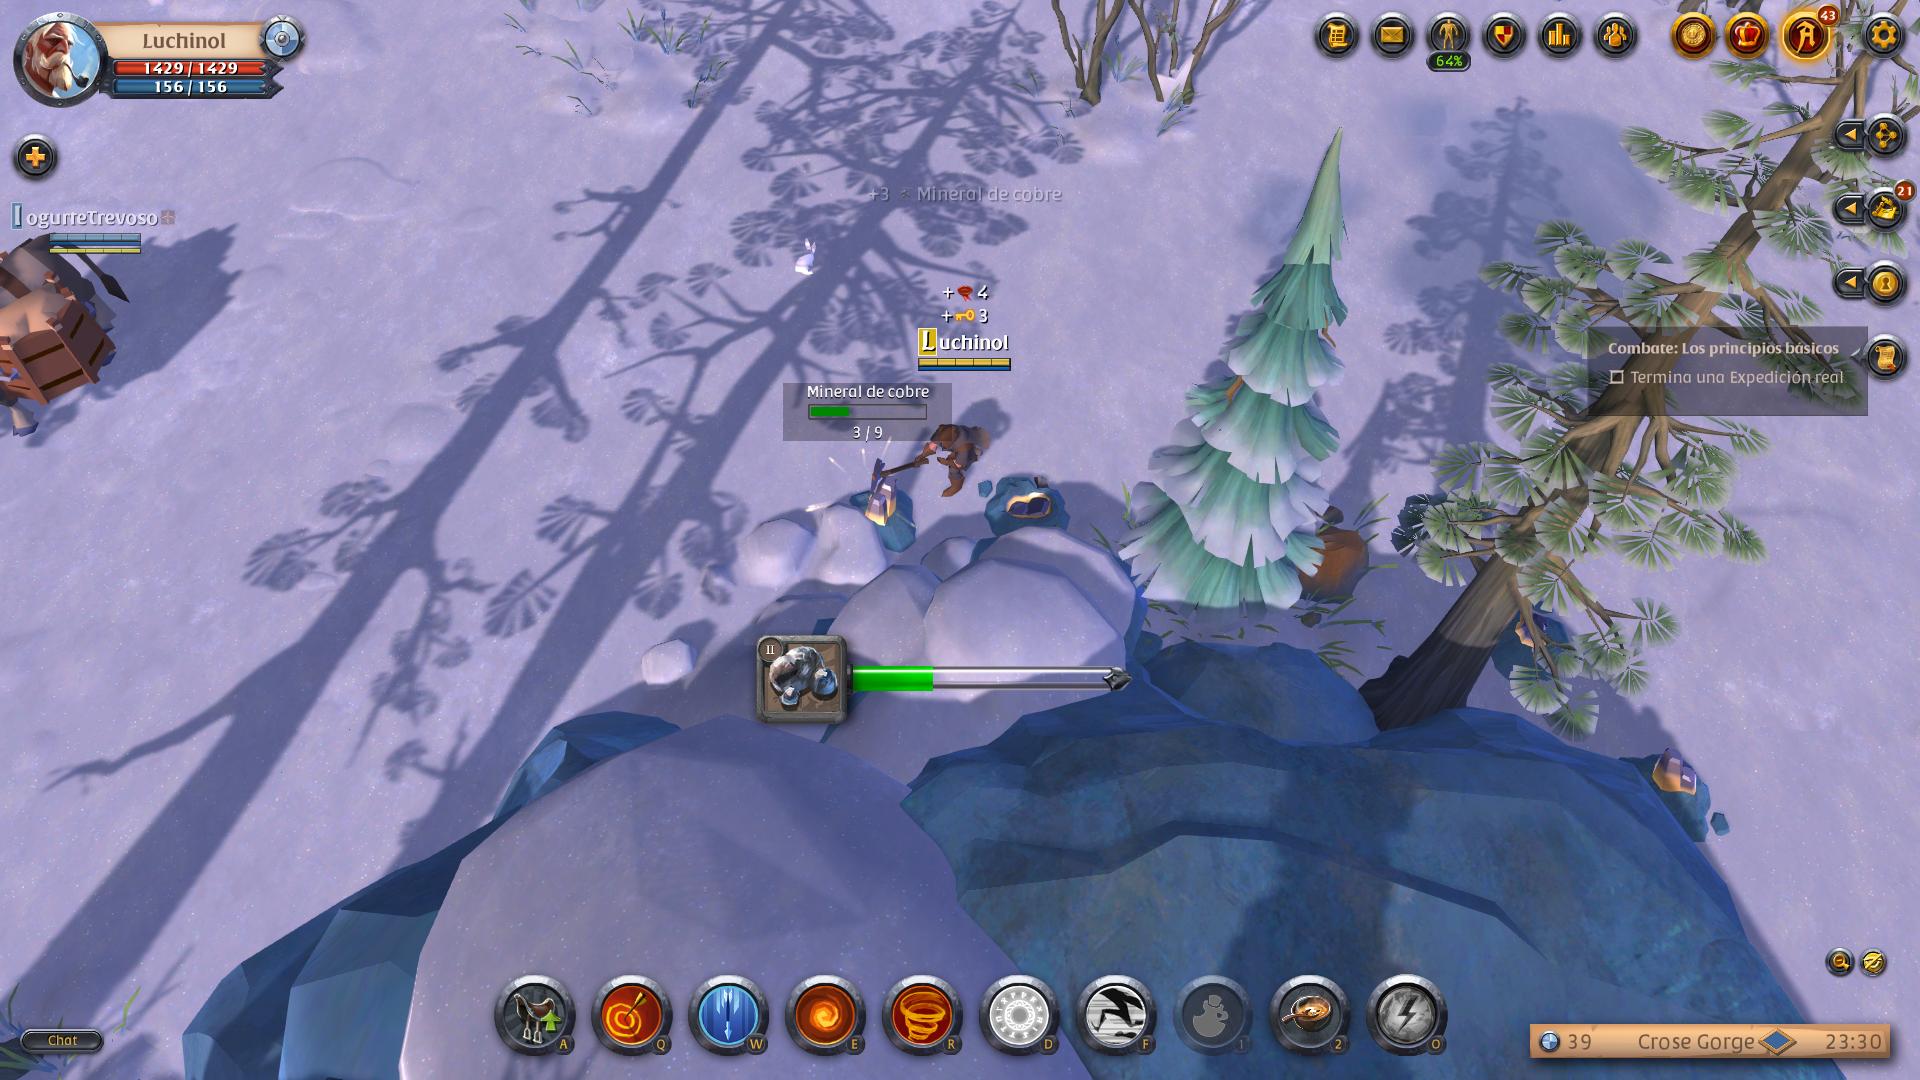 Luchinol
1429/1429
156/156
64%
43
21
IogurteTrevoso
+3 Mineral de cobre
+ 4
+ 3
Luchinol
Mineral de cobre
3 / 9
Combate: Los principios básicos
Termina una Expedición real
II
A
Q
W
E
R
D
F
1
2
O
Chat
39
Crose Gorge
23:30